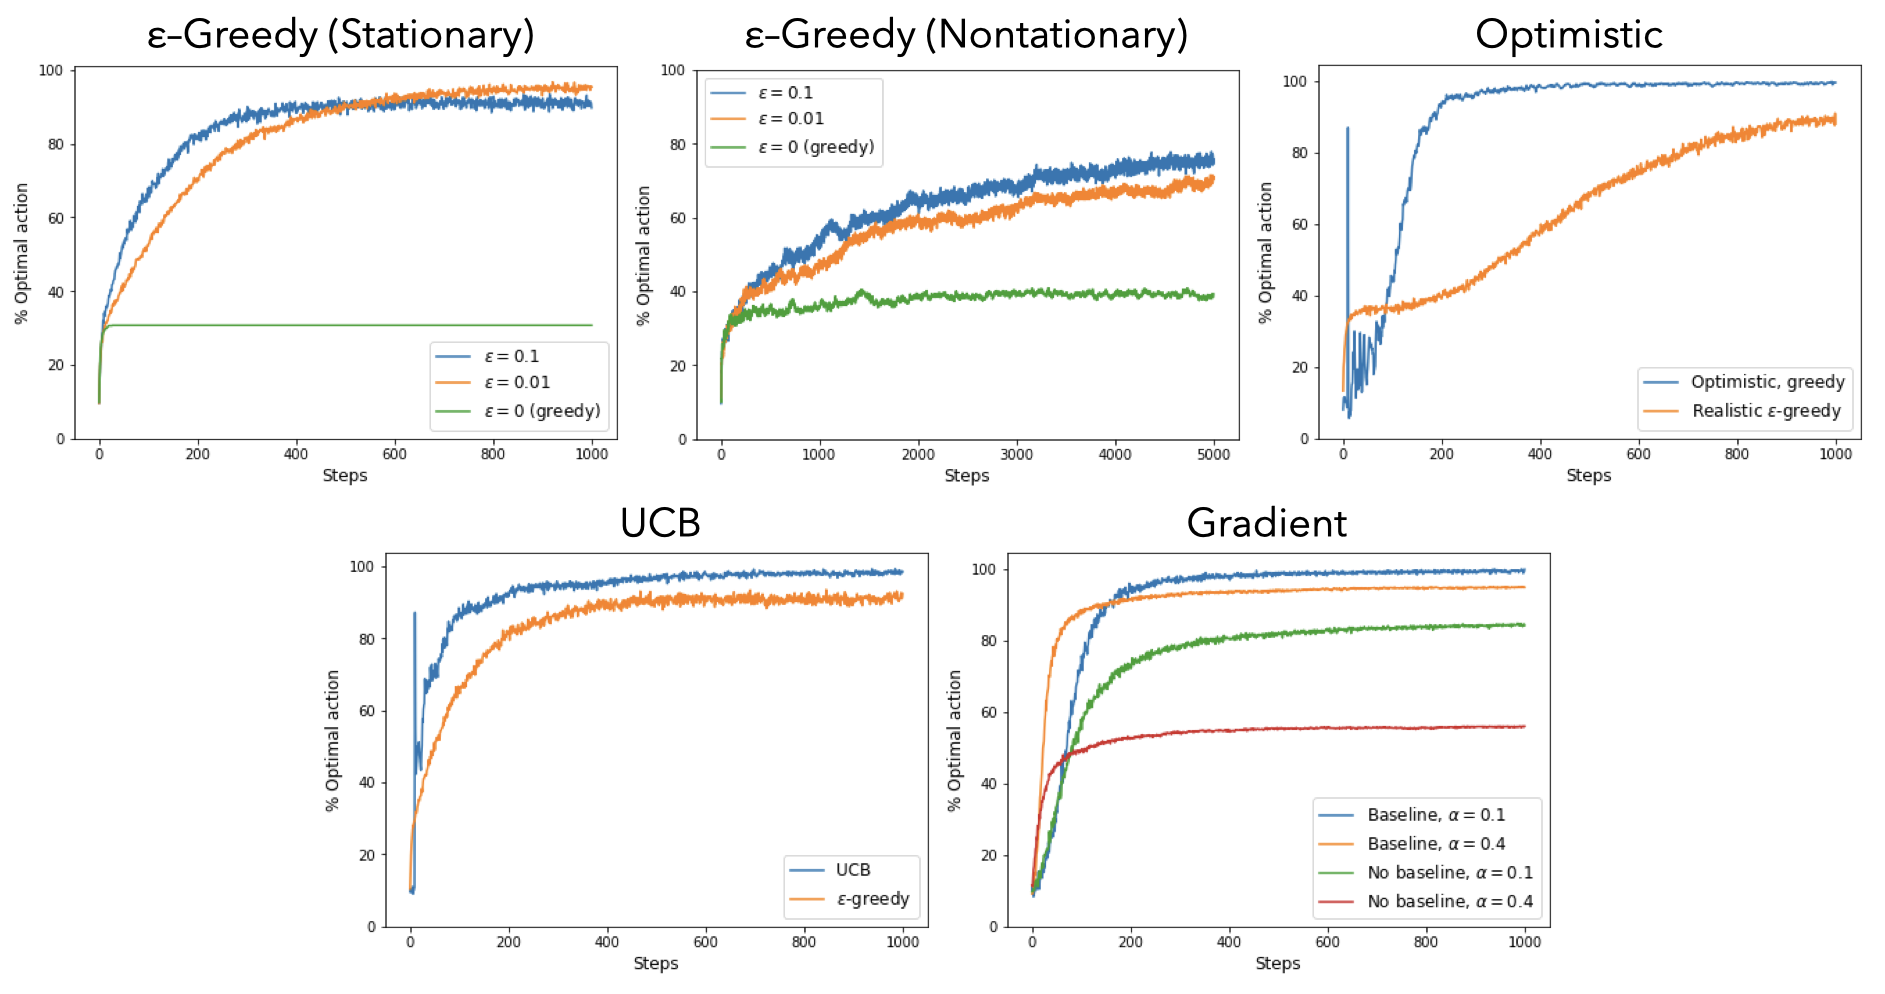 ε–Greedy (Stationary)
ε–Greedy (Nontationary)
Optimistic
100
80
60
40
20
0
% Optimal action
0 200 400 600 800 1000
Steps
ε = 0.1
ε = 0.01
ε = 0 (greedy)
100
80
60
40
20
0
% Optimal action
0 1000 2000 3000 4000 5000
Steps
ε = 0.1
ε = 0.01
ε = 0 (greedy)
100
80
60
40
20
0
% Optimal action
0 200 400 600 800 1000
Steps
Optimistic, greedy
Realistic ε-greedy
UCB
Gradient
100
80
60
40
20
0
% Optimal action
0 200 400 600 800 1000
Steps
UCB
ε-greedy
100
80
60
40
20
0
% Optimal action
0 200 400 600 800 1000
Steps
Baseline, α = 0.1
Baseline, α = 0.4
No baseline, α = 0.1
No baseline, α = 0.4